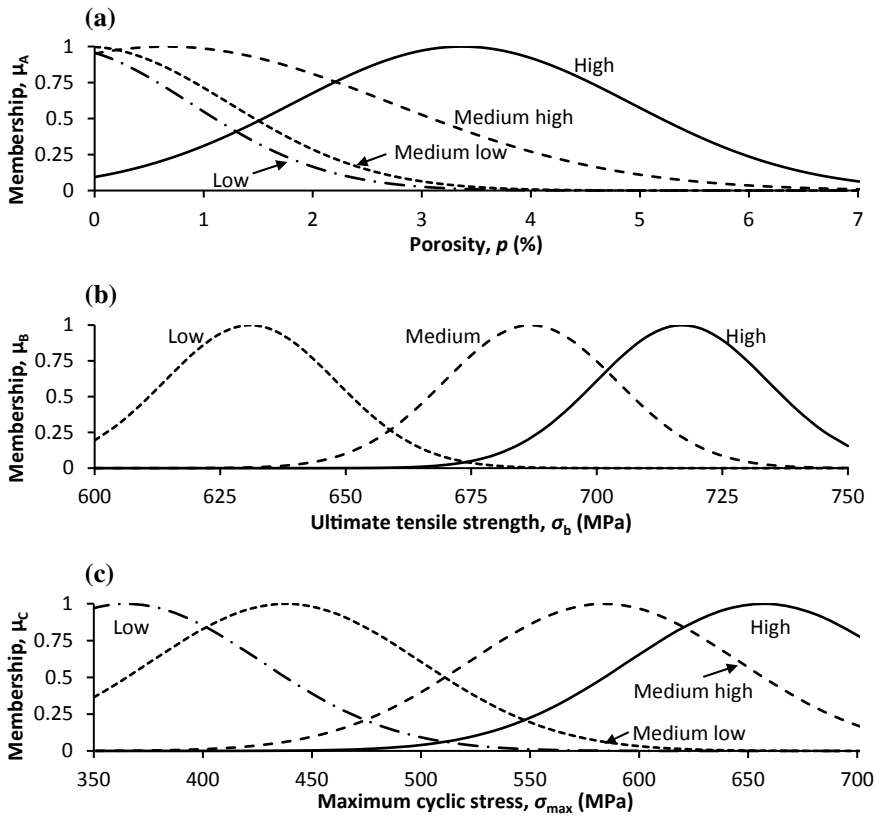 (a)
Membership, μA
1
0.75
0.5
0.25
0
High
Medium high
Medium low
Low
0 1 2 3 4 5 6 7
Porosity, p (%)
(b)
Membership, μB
1
0.75
0.5
0.25
0
Low
Medium
High
600 625 650 675 700 725 750
Ultimate tensile strength, σb (MPa)
(c)
Membership, μC
1
0.75
0.5
0.25
0
Low
High
Medium high
Medium low
350 400 450 500 550 600 650 700
Maximum cyclic stress, σmax (MPa)